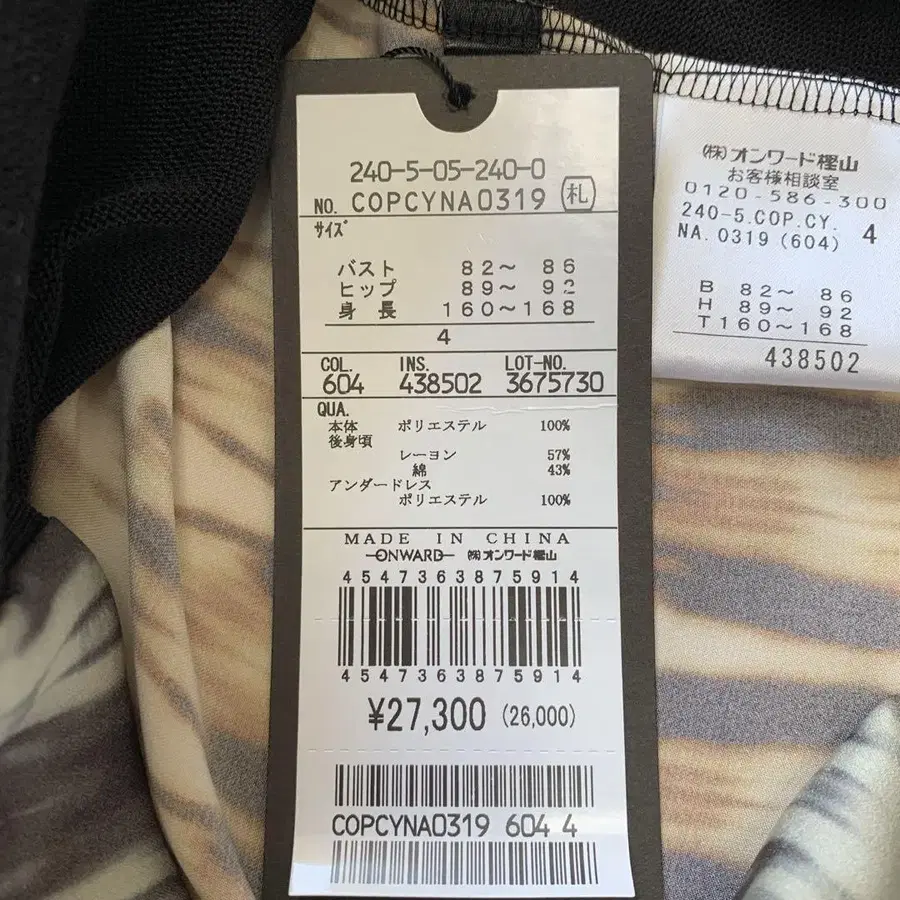 240-5-05-240-0
NO. COPCYNA0319 札
サイズ
バスト 82〜 86
ヒップ 89〜 92
身 長 160〜168
4
COL. INS. LOT-NO.
604 438502 3675730
QUA.
本体 ポリエステル 100%
後身頃
レーヨン 57%
綿 43%
アンダードレス
ポリエステル 100%
MADE IN CHINA
ONWARD ㈱オンワード樫山
4547363875914
4547363875914
¥27,300 (26,000)
COPCYNA0319 604 4
㈱オンワード樫山
お客様相談室
0120-586-300
240-5.COP.CY. 4
NA.0319(604)
B 82〜 86
H 89〜 92
T160〜168
438502